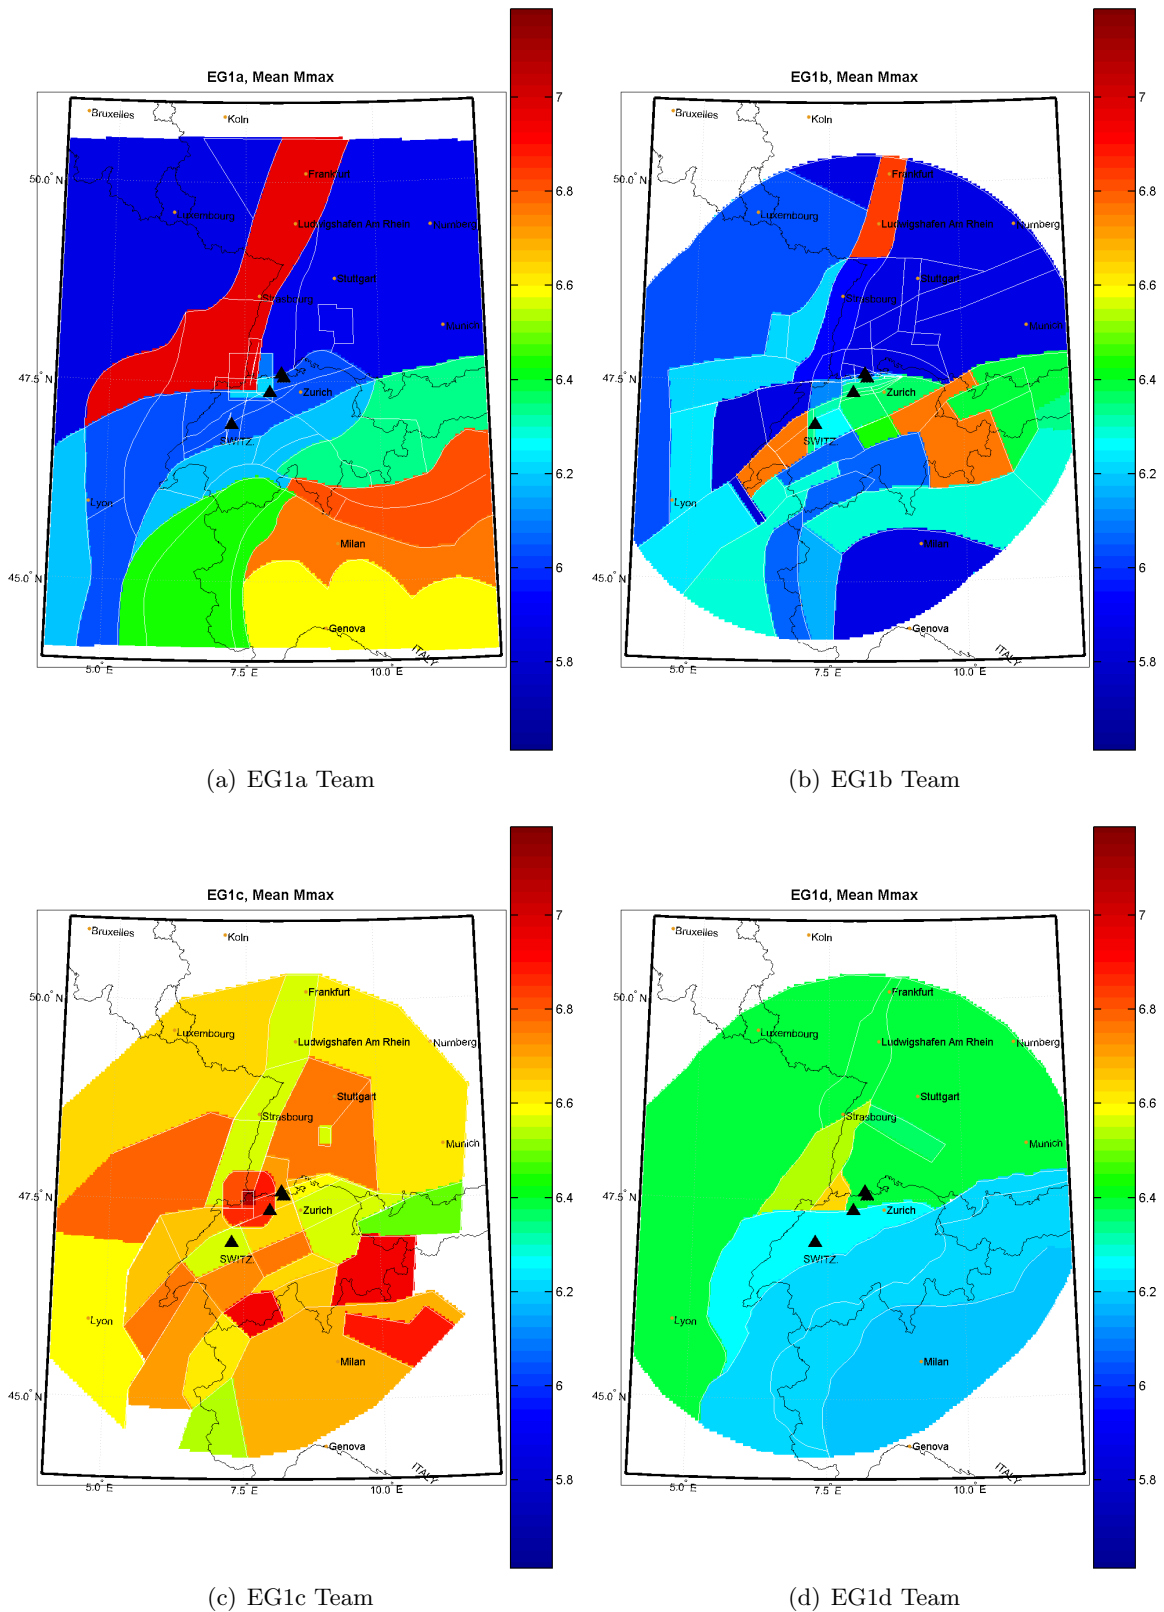 EG1a, Mean Mmax
Bruxelles
Koln
50.0° N
Frankfurt
Luxembourg
Ludwigshafen Am Rhein
Nurnberg
Stuttgart
Strasbourg
Munich
47.5° N
Zurich
SWITZ.
Lyon
Milan
45.0° N
Genova
ITALY
5.0° E
7.5° E
10.0° E
7
6.8
6.6
6.4
6.2
6
5.8
(a) EG1a Team
EG1b, Mean Mmax
Bruxelles
Koln
50.0° N
Frankfurt
Luxembourg
Ludwigshafen Am Rhein
Nurnberg
Stuttgart
Strasbourg
Munich
47.5° N
Zurich
SWITZ.
Lyon
Milan
45.0° N
Genova
ITALY
5.0° E
7.5° E
10.0° E
7
6.8
6.6
6.4
6.2
6
5.8
(b) EG1b Team
EG1c, Mean Mmax
Bruxelles
Koln
50.0° N
Frankfurt
Luxembourg
Ludwigshafen Am Rhein
Nurnberg
Stuttgart
Strasbourg
Munich
47.5° N
Zurich
SWITZ.
Lyon
Milan
45.0° N
Genova
ITALY
5.0° E
7.5° E
10.0° E
7
6.8
6.6
6.4
6.2
6
5.8
(c) EG1c Team
EG1d, Mean Mmax
Bruxelles
Koln
50.0° N
Frankfurt
Luxembourg
Ludwigshafen Am Rhein
Nurnberg
Stuttgart
Strasbourg
Munich
47.5° N
Zurich
SWITZ.
Lyon
Milan
45.0° N
Genova
ITALY
5.0° E
7.5° E
10.0° E
7
6.8
6.6
6.4
6.2
6
5.8
(d) EG1d Team